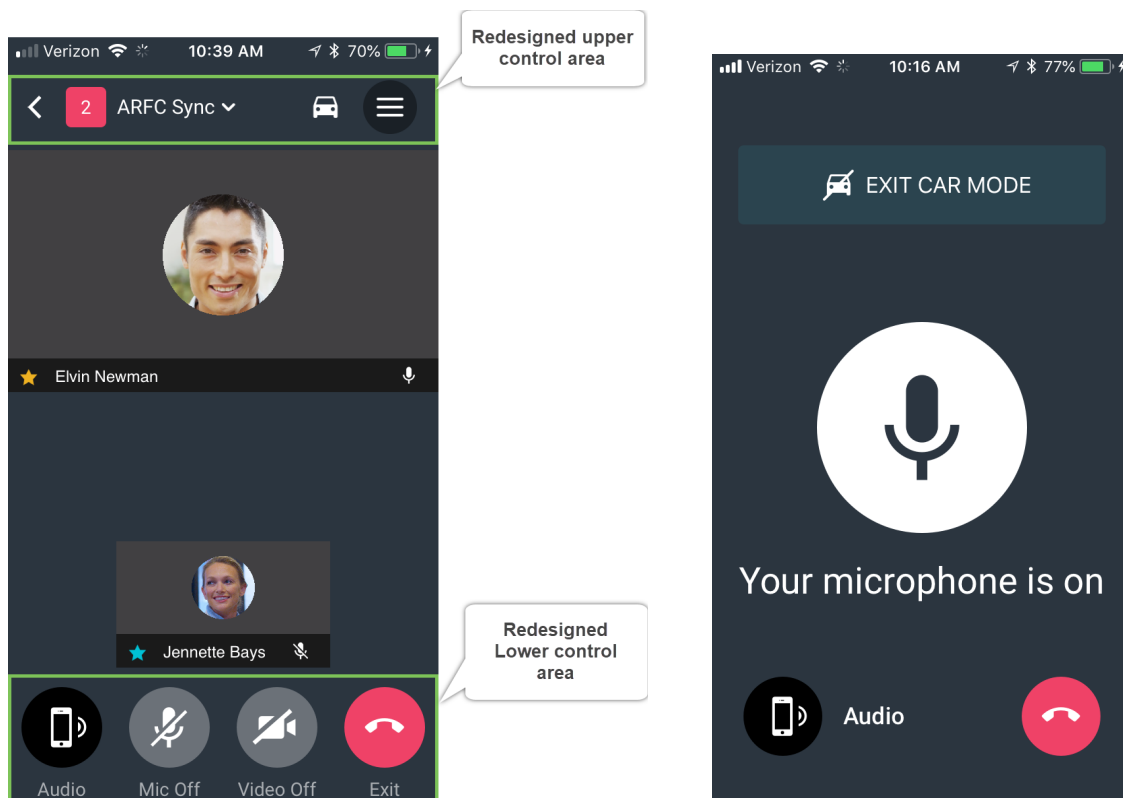 Verizon 10:39 AM 70%
2 ARFC Sync
Elvin Newman
Jennette Bays
Audio Mic Off Video Off Exit
Redesigned upper
control area
Redesigned
Lower control
area
Verizon 10:16 AM 77%
EXIT CAR MODE
Your microphone is on
Audio